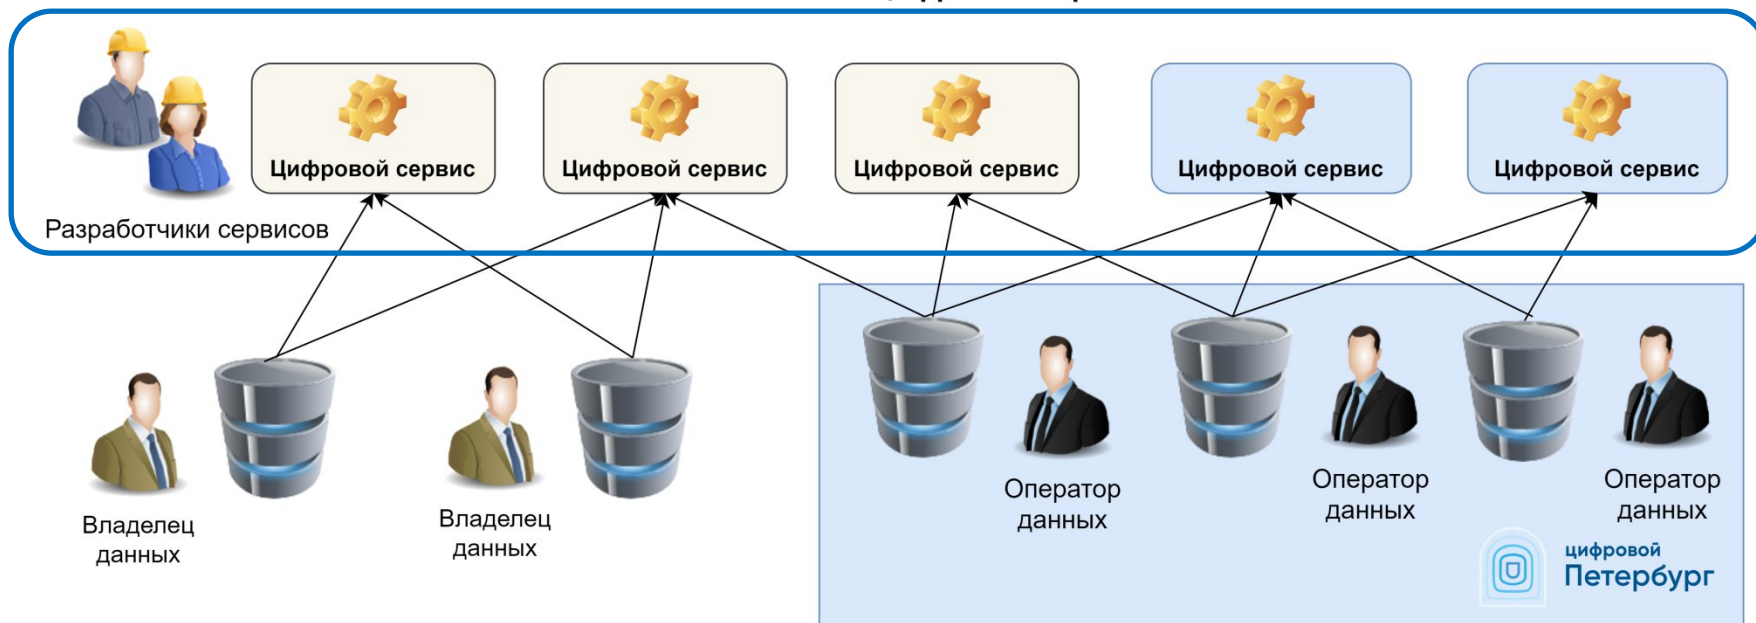 Цифровой сервис
Цифровой сервис
Цифровой сервис
Цифровой сервис
Цифровой сервис
Разработчики сервисов
Владелец
данных
Владелец
данных
Оператор
данных
Оператор
данных
Оператор
данных
цифровой
Петербург